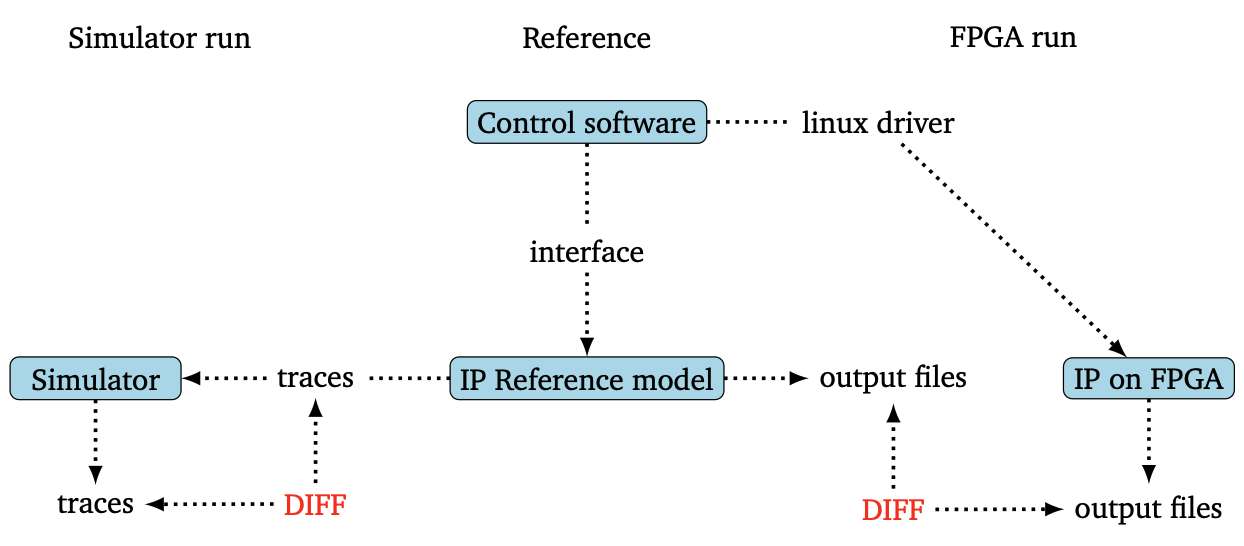 Simulator run
Reference
FPGA run
Control software
linux driver
interface
Simulator
traces
IP Reference model
output files
IP on FPGA
traces
DIFF
DIFF
output files